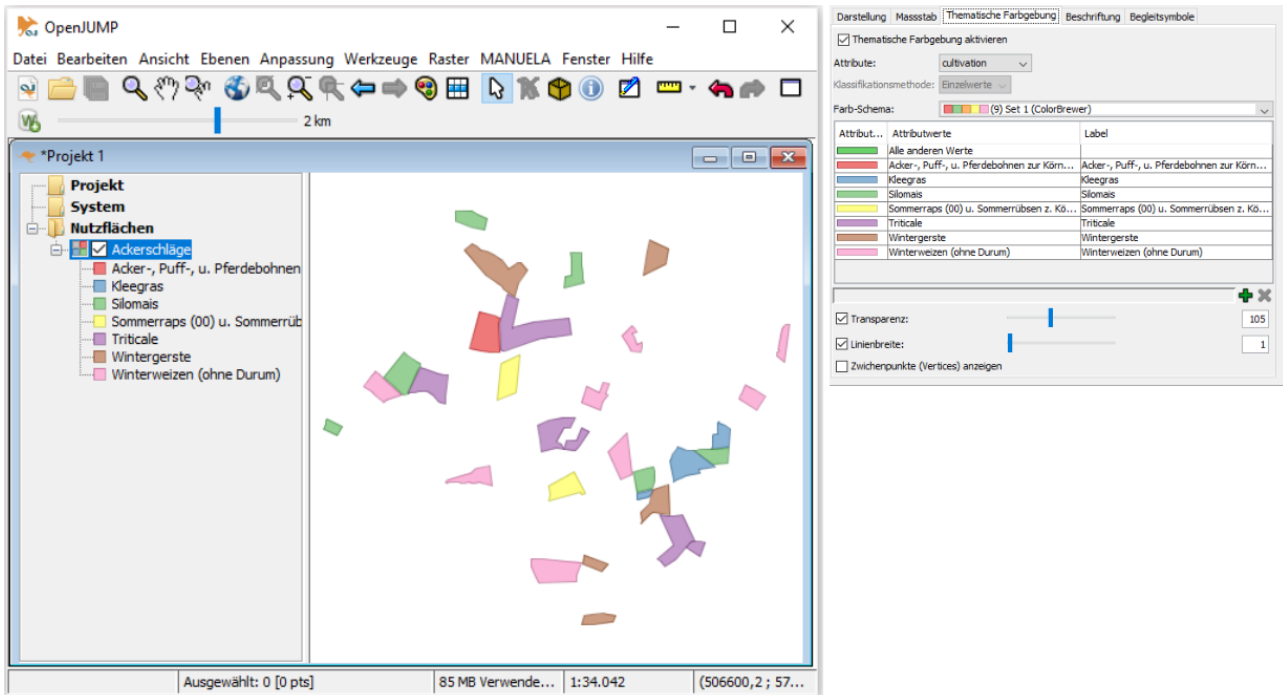 OpenJUMP
Datei Bearbeiten Ansicht Ebenen Anpassung Werkzeuge Raster MANUELA Fenster Hilfe
2 km
*Projekt 1
Projekt
System
Nutzflächen
Ackerschläge
Acker-, Puff-, u. Pferdebohnen
Kleegras
Silomais
Sommerraps (00) u. Sommerrüb
Triticale
Wintergerste
Winterweizen (ohne Durum)
Ausgewählt: 0 [0 pts] 85 MB Verwende... 1:34.042 (506600,2 ; 57...
Darstellung Massstab Thematische Farbgebung Beschriftung Begleitsymbole
Thematische Farbgebung aktivieren
Attribute: cultivation
Klassifikationsmethode: Einzelwerte
Farb-Schema: (9) Set 1 (ColorBrewer)
Attribut... Attributwerte Label
Alle anderen Werte
Acker-, Puff-, u. Pferdebohnen zur Körn... Acker-, Puff-, u. Pferdebohnen zur Körn...
Kleegras Kleegras
Silomais Silomais
Sommerraps (00) u. Sommerrübsen z. Kö... Sommerraps (00) u. Sommerrübsen z. Kö...
Triticale Triticale
Wintergerste Wintergerste
Winterweizen (ohne Durum) Winterweizen (ohne Durum)
Transparenz: 105
Linienbreite: 1
Zwichenpunkte (Vertices) anzeigen